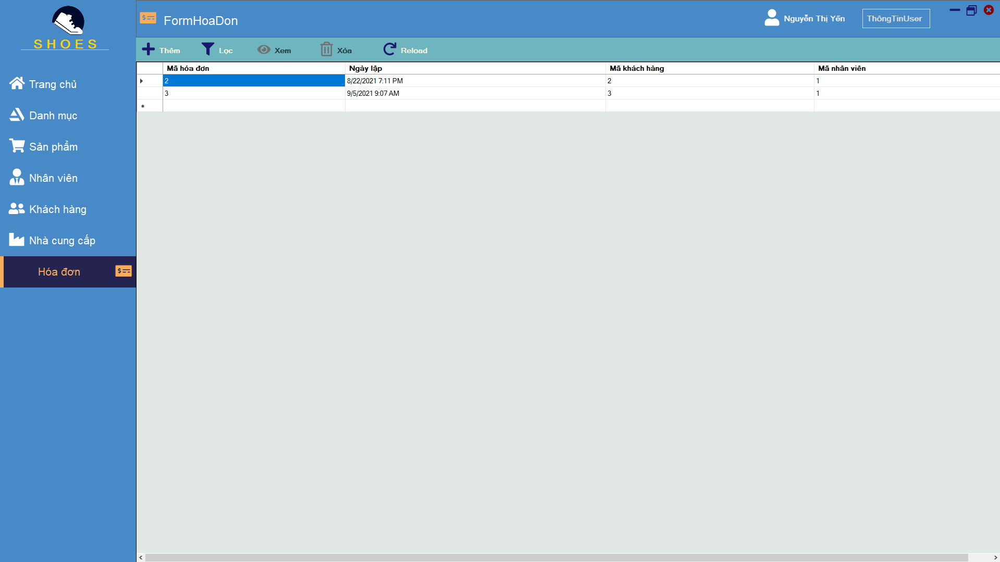 SHOES
Trang chủ
Danh mục
Sản phẩm
Nhân viên
Khách hàng
Nhà cung cấp
Hóa đơn
FormHoaDon
Nguyễn Thị Yến
ThôngTinUser
Thêm Lọc Xem Xóa Reload
Mã hóa đơn Ngày lập Mã khách hàng Mã nhân viên
2 8/22/2021 7:11 PM 2 1
3 9/5/2021 9:07 AM 3 1